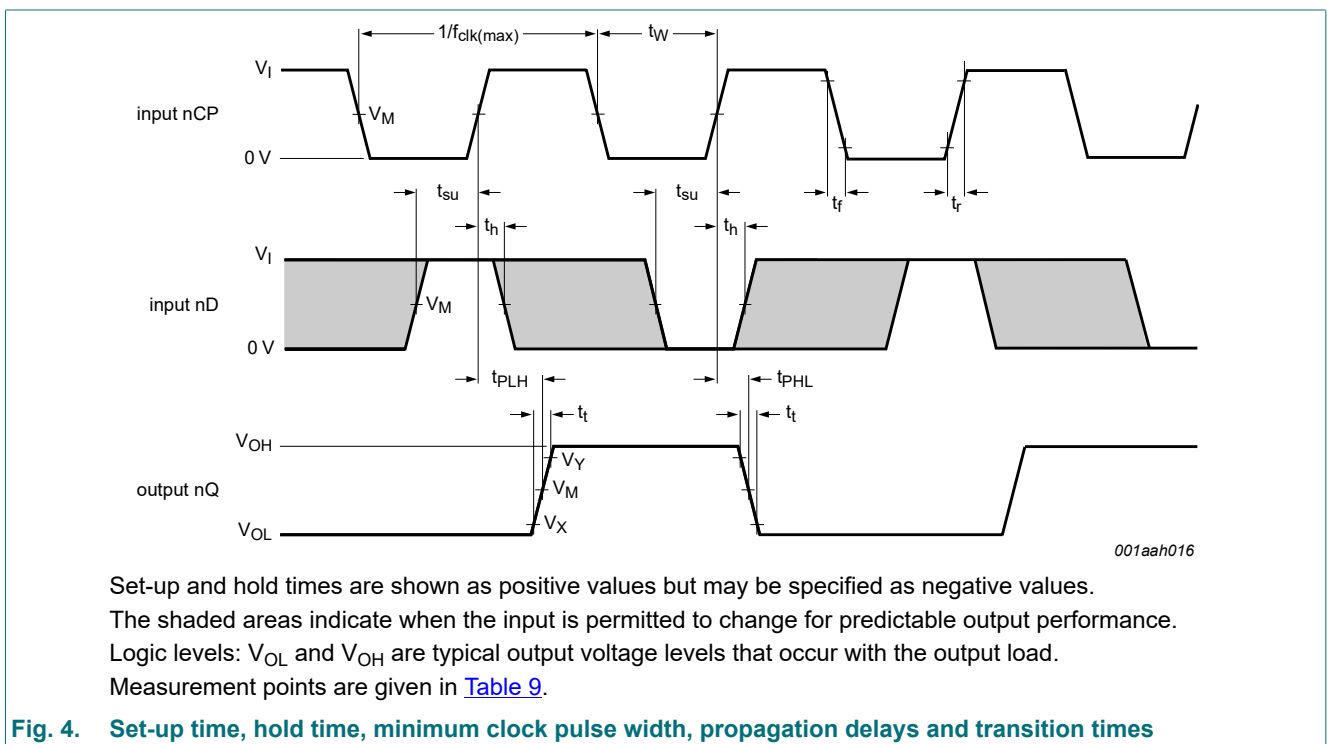 1/fclk(max)
tW
VI
input nCP
VM
0 V
tsu
tsu
tf
tr
th
th
VI
input nD
VM
0 V
tPLH
tPHL
tt
tt
VOH
VY
output nQ
VM
VOL
VX
001aah016
Set-up and hold times are shown as positive values but may be specified as negative values.
The shaded areas indicate when the input is permitted to change for predictable output performance.
Logic levels: VOL and VOH are typical output voltage levels that occur with the output load.
Measurement points are given in Table 9.
Fig. 4. Set-up time, hold time, minimum clock pulse width, propagation delays and transition times